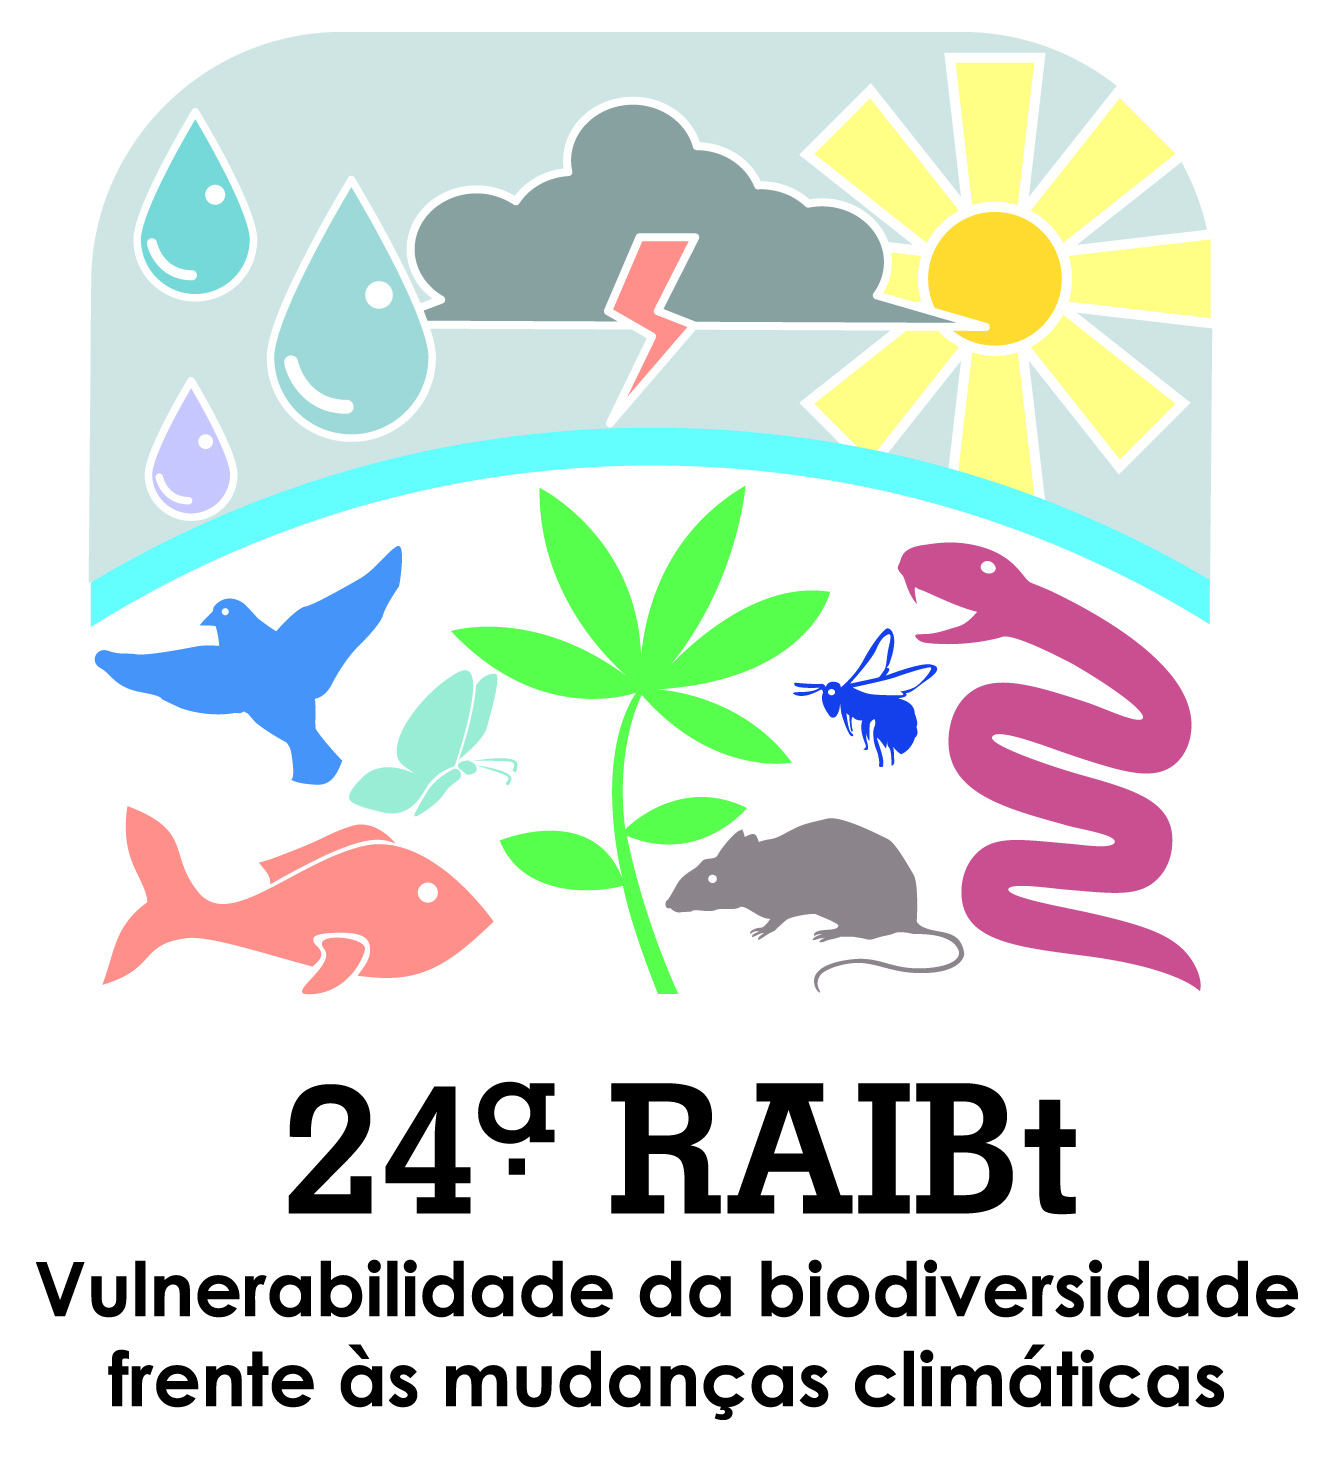 24ª RAIBt
Vulnerabilidade da biodiversidade
frente às mudanças climáticas